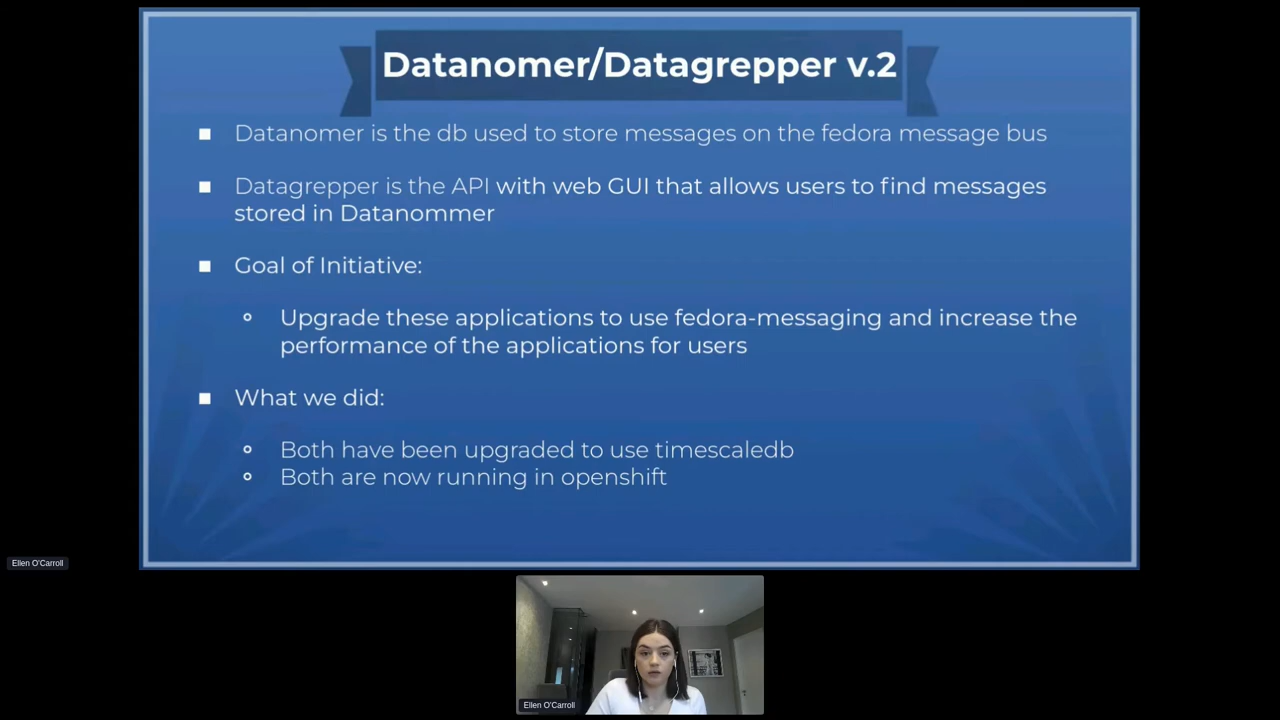 Datanomer/Datagrepper v.2
Datanomer is the db used to store messages on the fedora message bus
Datagrepper is the API with web GUI that allows users to find messages
stored in Datanommer
Goal of Initiative:
Upgrade these applications to use fedora-messaging and increase the
performance of the applications for users
What we did:
Both have been upgraded to use timescaledb
Both are now running in openshift
Ellen O'Carroll
Ellen O'Carroll